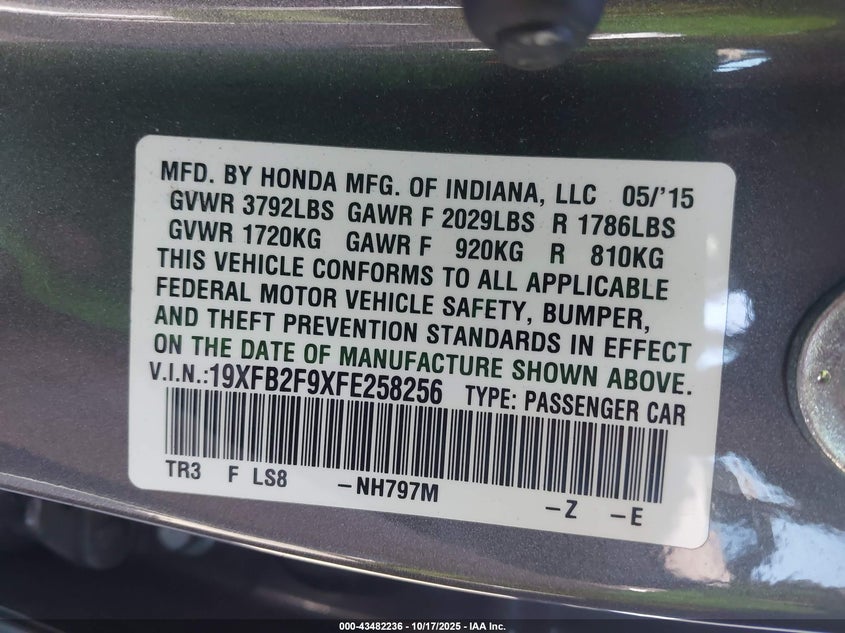 MFD. BY HONDA MFG. OF INDIANA, LLC 05/'15
GVWR 3792LBS GAWR F 2029LBS R 1786LBS
GVWR 1720KG GAWR F 920KG R 810KG
THIS VEHICLE CONFORMS TO ALL APPLICABLE
FEDERAL MOTOR VEHICLE SAFETY, BUMPER,
AND THEFT PREVENTION STANDARDS IN EFFECT
ON THE DATE OF MANUFACTURE SHOWN ABOVE.
V.I.N.:19XFB2F9XFE258256 TYPE: PASSENGER CAR
TR3 F LS8 –NH797M –Z –E
000-43482236 - 10/17/2025 - IAA Inc.